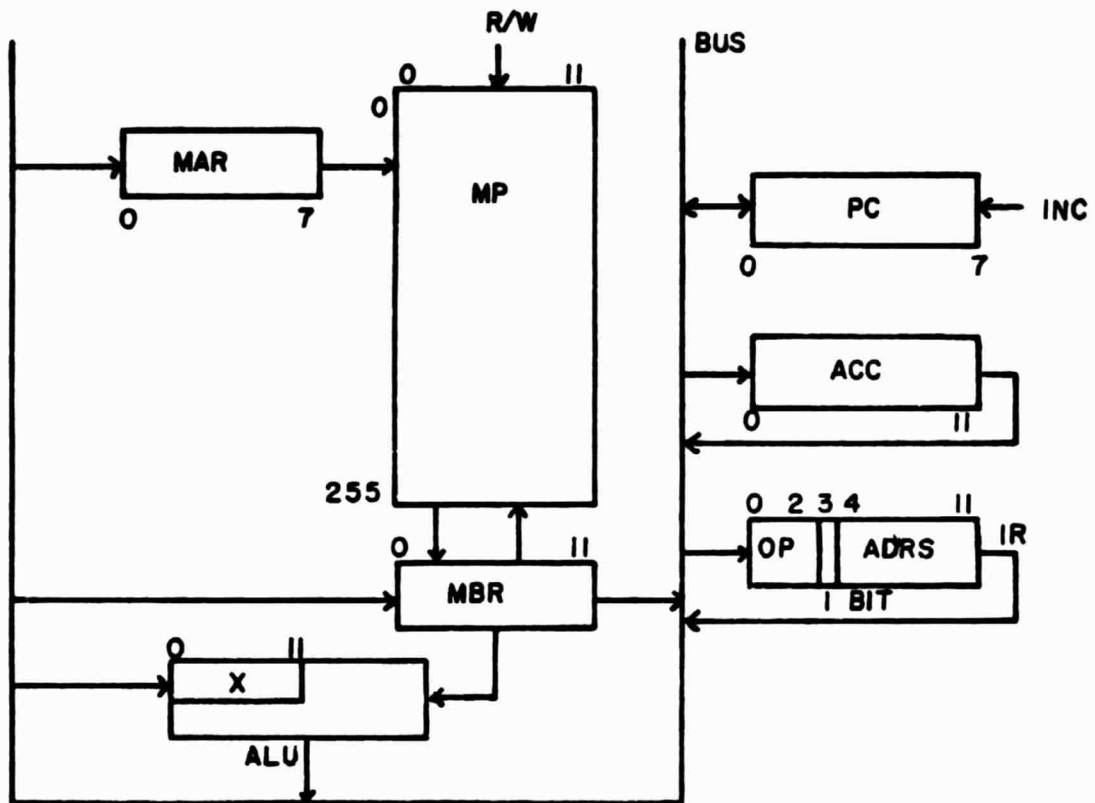 R/W
BUS
0 11
0
MAR
0 7
MP
PC
INC
0 7
ACC
0 11
255
0 2 3 4 11
OP ADRS
IR
1 BIT
0 11
MBR
0 11
X
ALU